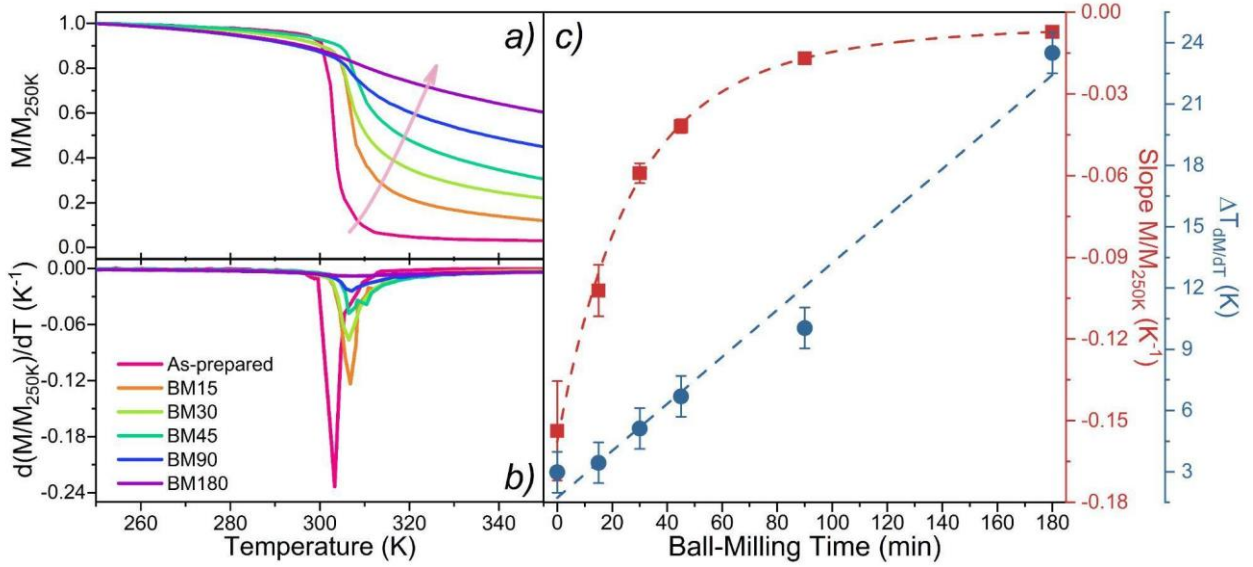 a)
M/M250K
1.0
0.8
0.6
0.4
0.2
0.0
b)
d(M/M250K)/dT (K-1)
0.00
-0.06
-0.12
-0.18
-0.24
As-prepared
BM15
BM30
BM45
BM90
BM180
260 280 300 320 340
Temperature (K)
c)
0 20 40 60 80 100 120 140 160 180
Ball-Milling Time (min)
0.00
-0.03
-0.06
-0.09
-0.12
-0.15
-0.18
Slope M/M250K (K-1)
24
21
18
15
12
9
6
3
ΔTdM/dT (K)